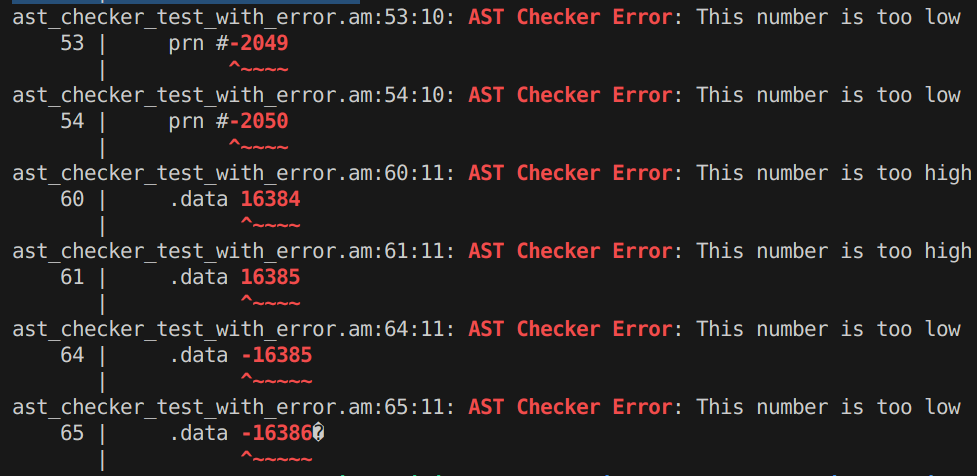 ast_checker_test_with_error.am:53:10: AST Checker Error: This number is too low
   53 |     prn #-2049
      |          ^~~~~
ast_checker_test_with_error.am:54:10: AST Checker Error: This number is too low
   54 |     prn #-2050
      |          ^~~~~
ast_checker_test_with_error.am:60:11: AST Checker Error: This number is too high
   60 |     .data 16384
      |           ^~~~~
ast_checker_test_with_error.am:61:11: AST Checker Error: This number is too high
   61 |     .data 16385
      |           ^~~~~
ast_checker_test_with_error.am:64:11: AST Checker Error: This number is too low
   64 |     .data -16385
      |           ^~~~~~
ast_checker_test_with_error.am:65:11: AST Checker Error: This number is too low
   65 |     .data -16386�
      |           ^~~~~~